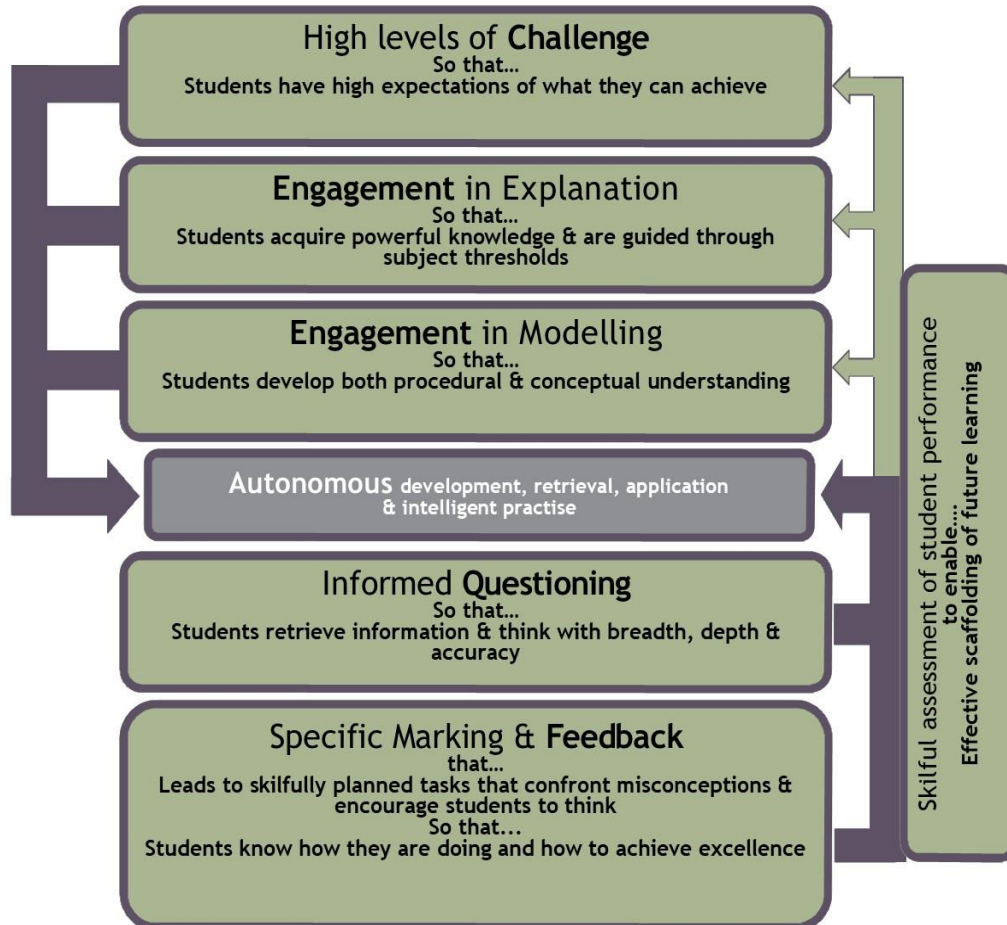 High levels of Challenge
So that...
Students have high expectations of what they can achieve
Engagement in Explanation
So that...
Students acquire powerful knowledge & are guided through
subject thresholds
Engagement in Modelling
So that...
Students develop both procedural & conceptual understanding
Autonomous development, retrieval, application
& intelligent practise
Informed Questioning
So that...
Students retrieve information & think with breadth, depth &
accuracy
Specific Marking & Feedback
that...
Leads to skilfully planned tasks that confront misconceptions &
encourage students to think
So that...
Students know how they are doing and how to achieve excellence
Skilful assessment of student performance
to enable....
Effective scaffolding of future learning